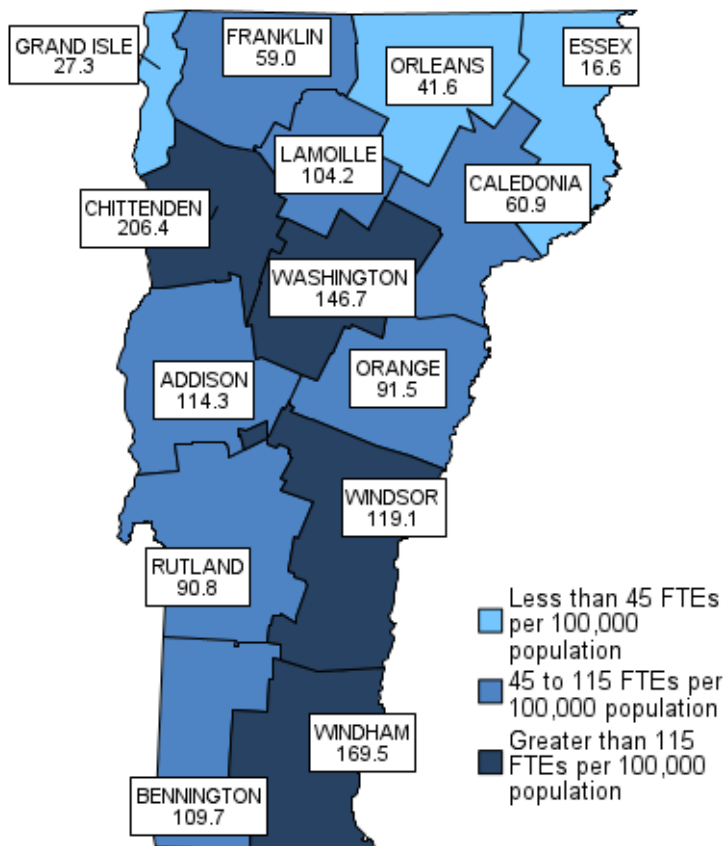 GRAND ISLE
27.3
FRANKLIN
59.0
ORLEANS
41.6
ESSEX
16.6
LAMOILLE
104.2
CALEDONIA
60.9
CHITTENDEN
206.4
WASHINGTON
146.7
ADDISON
114.3
ORANGE
91.5
WINDSOR
119.1
RUTLAND
90.8
WINDHAM
169.5
BENNINGTON
109.7
Less than 45 FTEs
per 100,000
population
45 to 115 FTEs per
100,000 population
Greater than 115
FTEs per 100,000
population